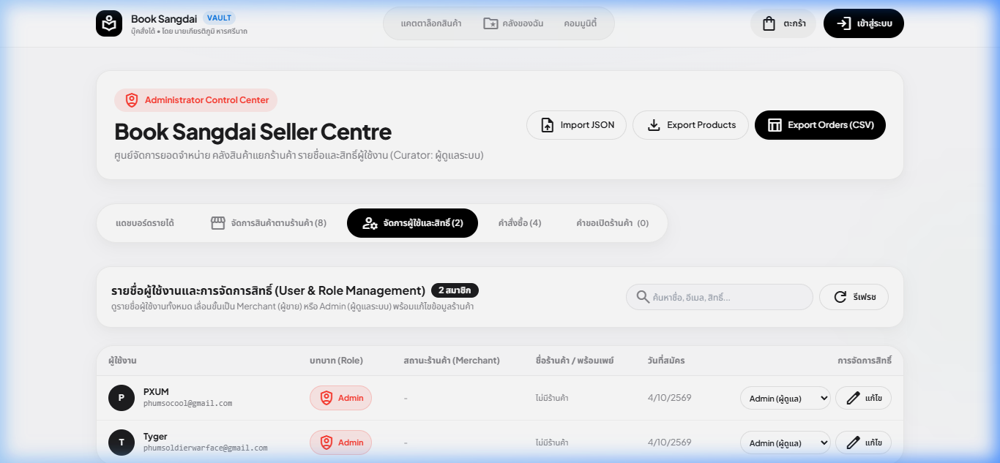 Book Sangdai VAULT
บุ๊คสั่งได้ • โดย นายเกียรติภูมิ หารศรีนาถ
แคตตาล็อกสินค้า คลังของฉัน คอมมูนิตี้
ตะกร้า เข้าสู่ระบบ
Administrator Control Center
Book Sangdai Seller Centre
ศูนย์จัดการยอดจำหน่าย คลังสินค้าแยกร้านค้า รายชื่อและสิทธิ์ผู้ใช้งาน (Curator: ผู้ดูแลระบบ)
Import JSON Export Products Export Orders (CSV)
แดชบอร์ดรายได้ จัดการสินค้าตามร้านค้า (8) จัดการผู้ใช้และสิทธิ์ (2) คำสั่งซื้อ (4) คำขอเปิดร้านค้า (0)
รายชื่อผู้ใช้งานและการจัดการสิทธิ์ (User & Role Management) 2 สมาชิก
ดูรายชื่อผู้ใช้งานทั้งหมด เลื่อนขั้นเป็น Merchant (ผู้ขาย) หรือ Admin (ผู้ดูแลระบบ) พร้อมแก้ไขข้อมูลร้านค้า
ค้นหาชื่อ, อีเมล, สิทธิ์... รีเฟรช
ผู้ใช้งาน บทบาท (Role) สถานะร้านค้า (Merchant) ชื่อร้านค้า / พร้อมเพย์ วันที่สมัคร การจัดการสิทธิ์
P PXUM Admin - ไม่มีร้านค้า 4/10/2569 Admin (ผู้ดูแล) แก้ไข
phumsocool@gmail.com
T Tyger Admin - ไม่มีร้านค้า 4/10/2569 Admin (ผู้ดูแล) แก้ไข
phumsoldierwarface@gmail.com